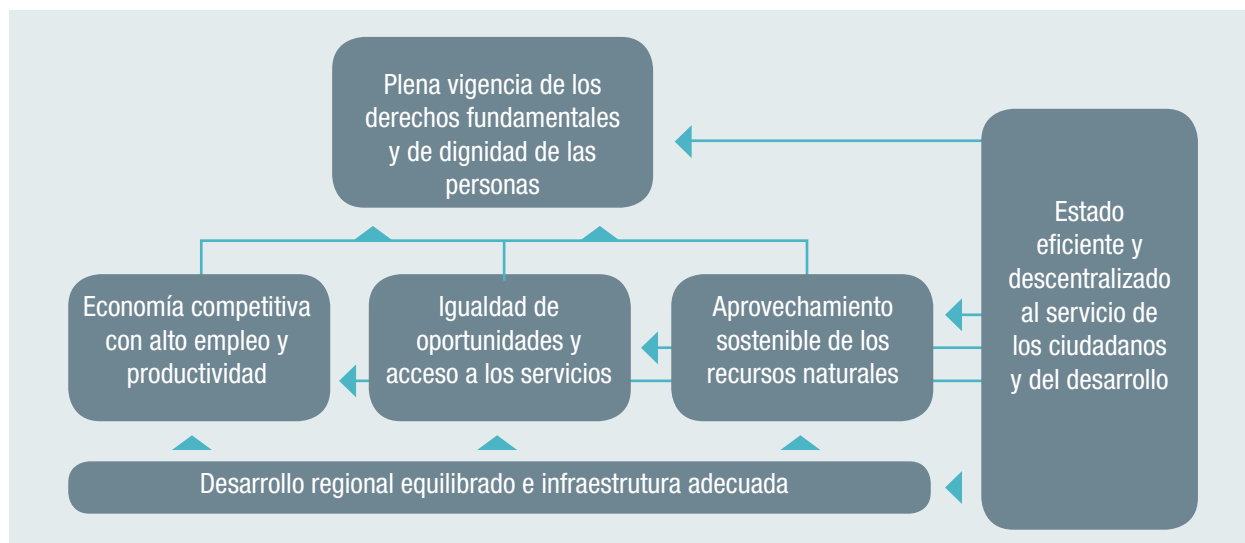 Plena vigencia de los
derechos fundamentales
y de dignidad de las
personas
Estado
eficiente y
descentralizado
al servicio de
los ciudadanos
y del desarrollo
Economía competitiva
con alto empleo y
productividad
Igualdad de
oportunidades y
acceso a los servicios
Aprovechamiento
sostenible de los
recursos naturales
Desarrollo regional equilibrado e infraestrutura adecuada